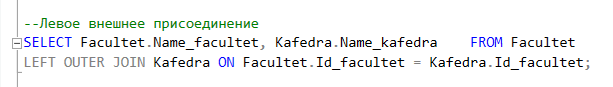 --Левое внешнее присоединение
SELECT Facultet.Name_facultet, Kafedra.Name_kafedra    FROM Facultet
LEFT OUTER JOIN Kafedra ON Facultet.Id_facultet = Kafedra.Id_facultet;